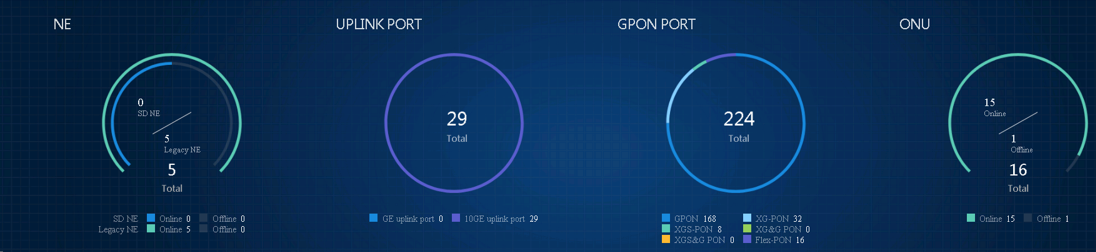 NE
UPLINK PORT
GPON PORT
ONU
0
SD NE
5
Legacy NE
5
Total
SD NE Online 0 Offline 0
Legacy NE Online 5 Offline 0
29
Total
GE uplink port 0 10GE uplink port 29
224
Total
GPON 168 XG-PON 32
XGS-PON 8 XG&G PON 0
XGS&G PON 0 Flex-PON 16
15
Online
1
Offline
16
Total
Online 15 Offline 1